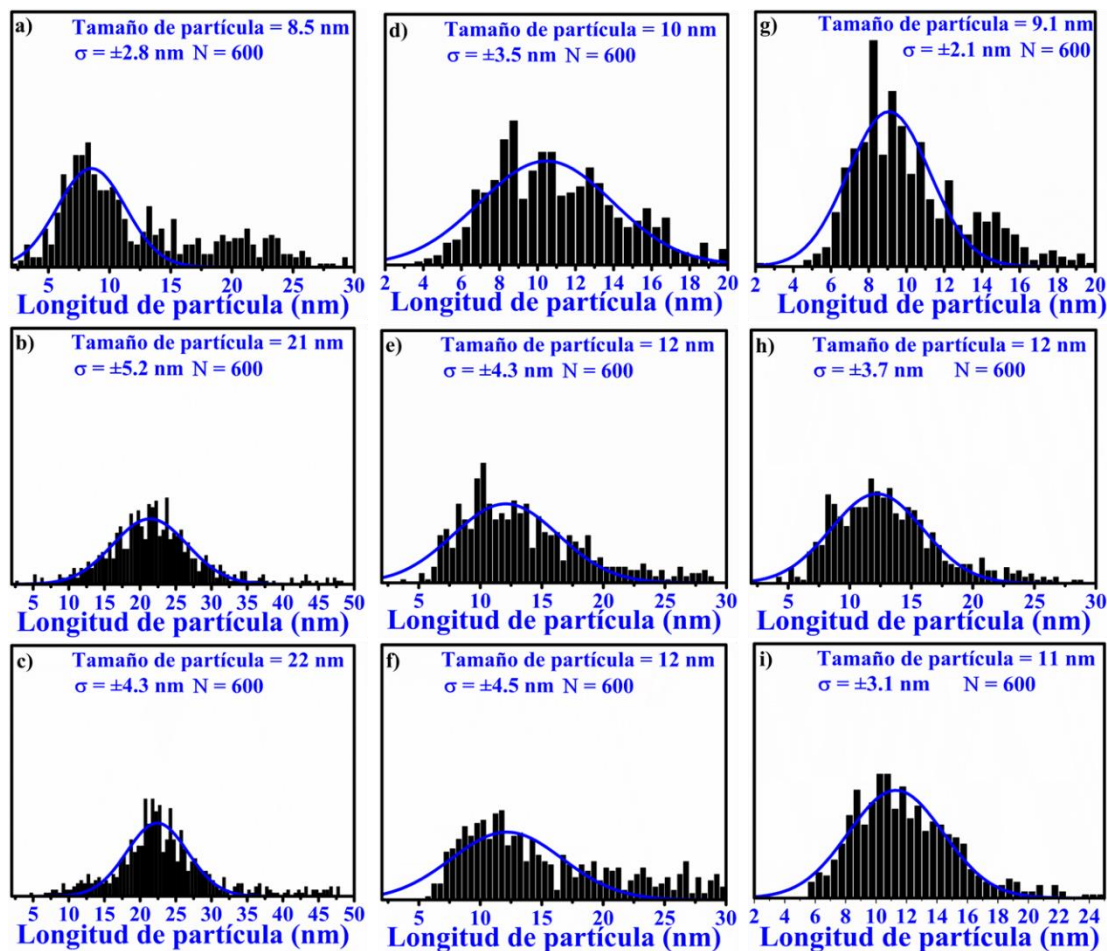 a)
Tamaño de partícula = 8.5 nm
σ = ±2.8 nm N = 600
5 10 15 20 25 30
Longitud de partícula (nm)
d)
Tamaño de partícula = 10 nm
σ = ±3.5 nm N = 600
2 4 6 8 10 12 14 16 18 20
Longitud de partícula (nm)
g)
Tamaño de partícula = 9.1 nm
σ = ±2.1 nm N = 600
2 4 6 8 10 12 14 16 18 20
Longitud de partícula (nm)
b)
Tamaño de partícula = 21 nm
σ = ±5.2 nm N = 600
5 10 15 20 25 30 35 40 45 50
Longitud de partícula (nm)
e)
Tamaño de partícula = 12 nm
σ = ±4.3 nm N = 600
5 10 15 20 25 30
Longitud de partícula (nm)
h)
Tamaño de partícula = 12 nm
σ = ±3.7 nm N = 600
5 10 15 20 25 30
Longitud de partícula (nm)
c)
Tamaño de partícula = 22 nm
σ = ±4.3 nm N = 600
5 10 15 20 25 30 35 40 45 50
Longitud de partícula (nm)
f)
Tamaño de partícula = 12 nm
σ = ±4.5 nm N = 600
5 10 15 20 25 30
Longitud de partícula (nm)
i)
Tamaño de partícula = 11 nm
σ = ±3.1 nm N = 600
2 4 6 8 10 12 14 16 18 20 22 24
Longitud de partícula (nm)